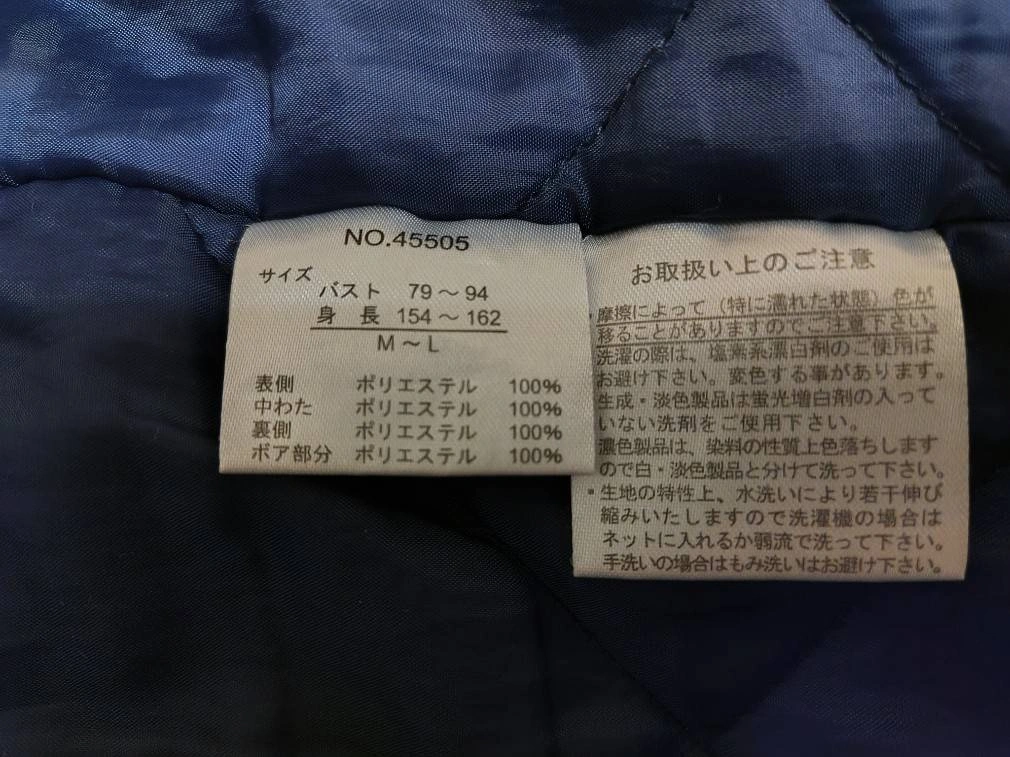 NO.45505
サイズ
バスト 79～94
身長 154～162
M～L
表側 ポリエステル 100%
中わた ポリエステル 100%
裏側 ポリエステル 100%
ボア部分 ポリエステル 100%
お取扱い上のご注意
・摩擦によって（特に濡れた状態）色が
移ることがありますのでご注意下さい。
洗濯の際は、塩素系漂白剤のご使用は
お避け下さい。変色する事があります。
生成・淡色製品は蛍光増白剤の入って
いない洗剤をご使用下さい。
濃色製品は、染料の性質上色落ちします
ので白・淡色製品と分けて洗って下さい。
・生地の特性上、水洗いにより若干伸び
縮みいたしますので洗濯機の場合は
ネットに入れるか弱流で洗って下さい。
手洗いの場合はもみ洗いはお避け下さい。